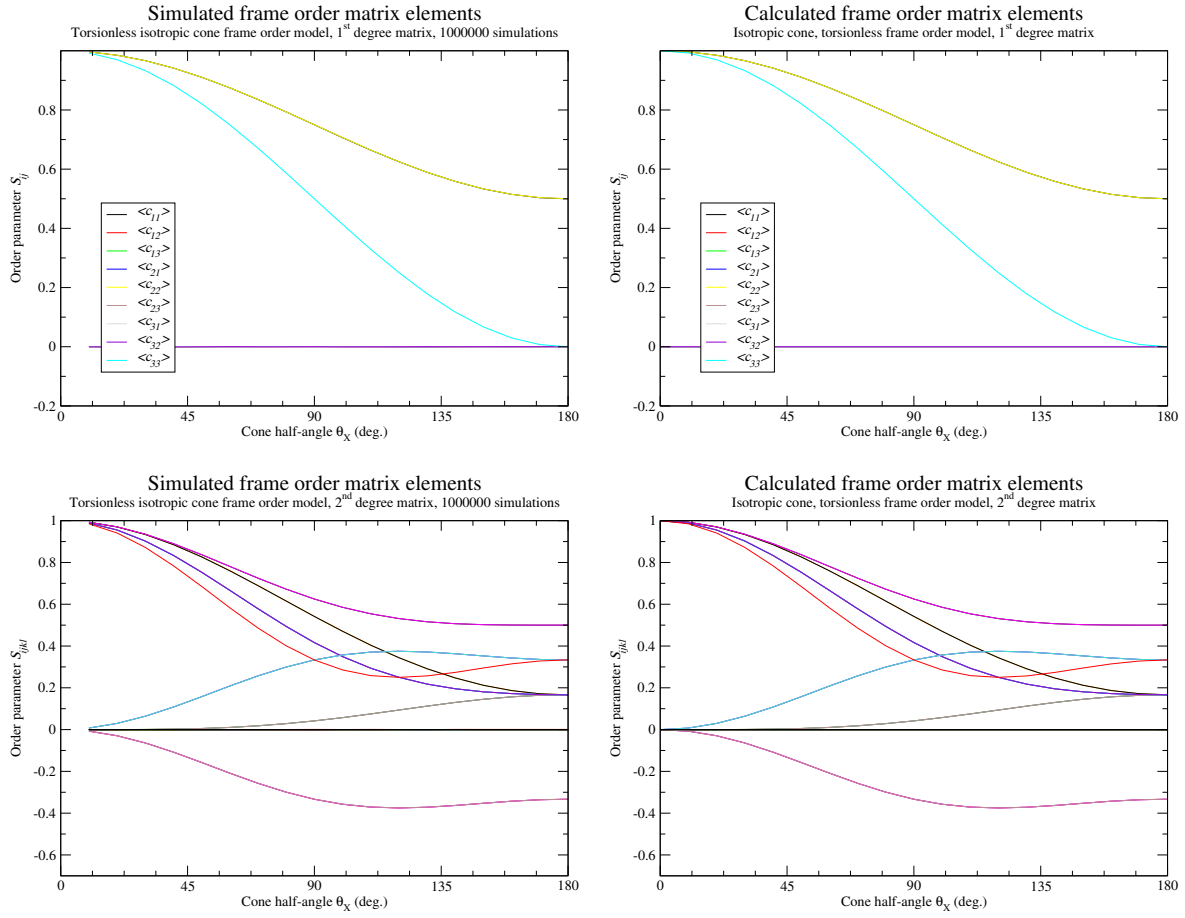 Simulated frame order matrix elements
Torsionless isotropic cone frame order model, 1st degree matrix, 1000000 simulations
Order parameter Sij
0.8
0.6
0.4
0.2
0
-0.2
<c11>
<c12>
<c13>
<c21>
<c22>
<c23>
<c31>
<c32>
<c33>
0 45 90 135 180
Cone half-angle θX (deg.)
Calculated frame order matrix elements
Isotropic cone, torsionless frame order model, 1st degree matrix
Order parameter Sij
0.8
0.6
0.4
0.2
0
-0.2
<c11>
<c12>
<c13>
<c21>
<c22>
<c23>
<c31>
<c32>
<c33>
0 45 90 135 180
Cone half-angle θX (deg.)
Simulated frame order matrix elements
Torsionless isotropic cone frame order model, 2nd degree matrix, 1000000 simulations
Order parameter Sijkl
1
0.8
0.6
0.4
0.2
0
-0.2
-0.4
-0.6
0 45 90 135 180
Cone half-angle θX (deg.)
Calculated frame order matrix elements
Isotropic cone, torsionless frame order model, 2nd degree matrix
Order parameter Sijkl
1
0.8
0.6
0.4
0.2
0
-0.2
-0.4
-0.6
0 45 90 135 180
Cone half-angle θX (deg.)